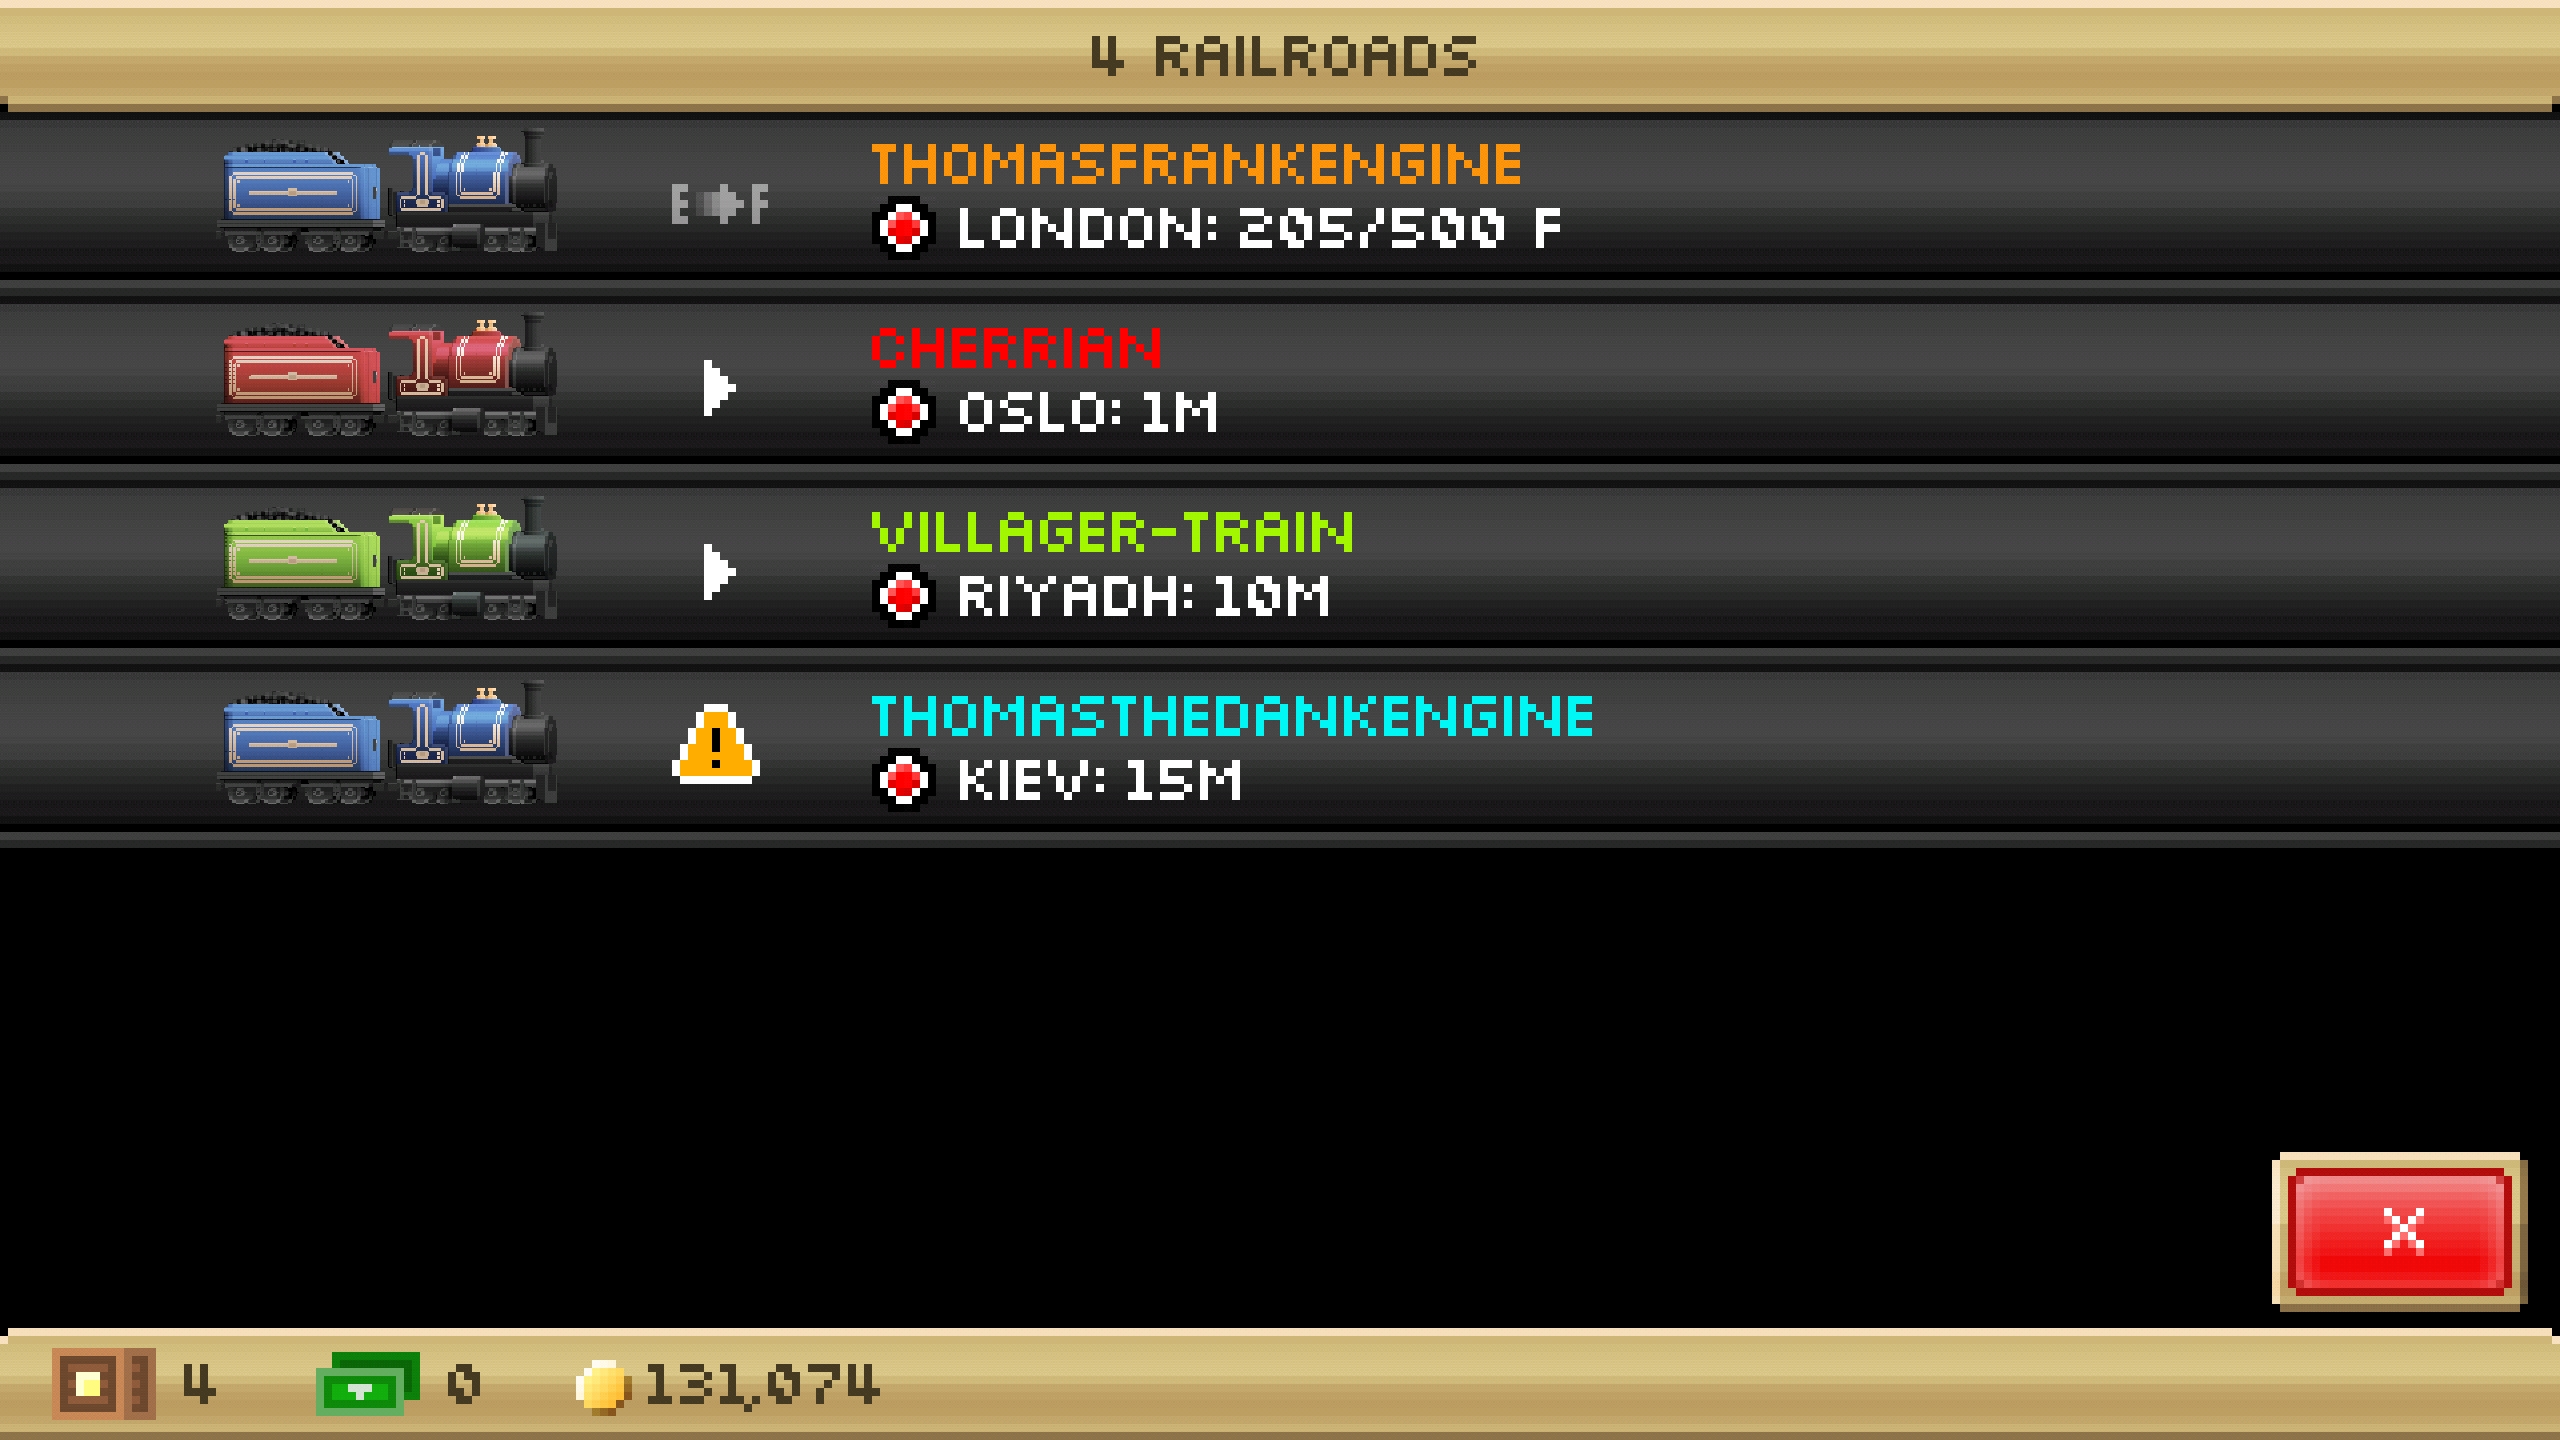 4 RAILROADS
THOMASFRANKENGINE
E F
LONDON: 205/500 F
CHERRIAN
OSLO: 1M
VILLAGER-TRAIN
RIYADH: 10M
!
THOMASTHEDANKENGINE
KIEV: 15M
X
4 0 131,074